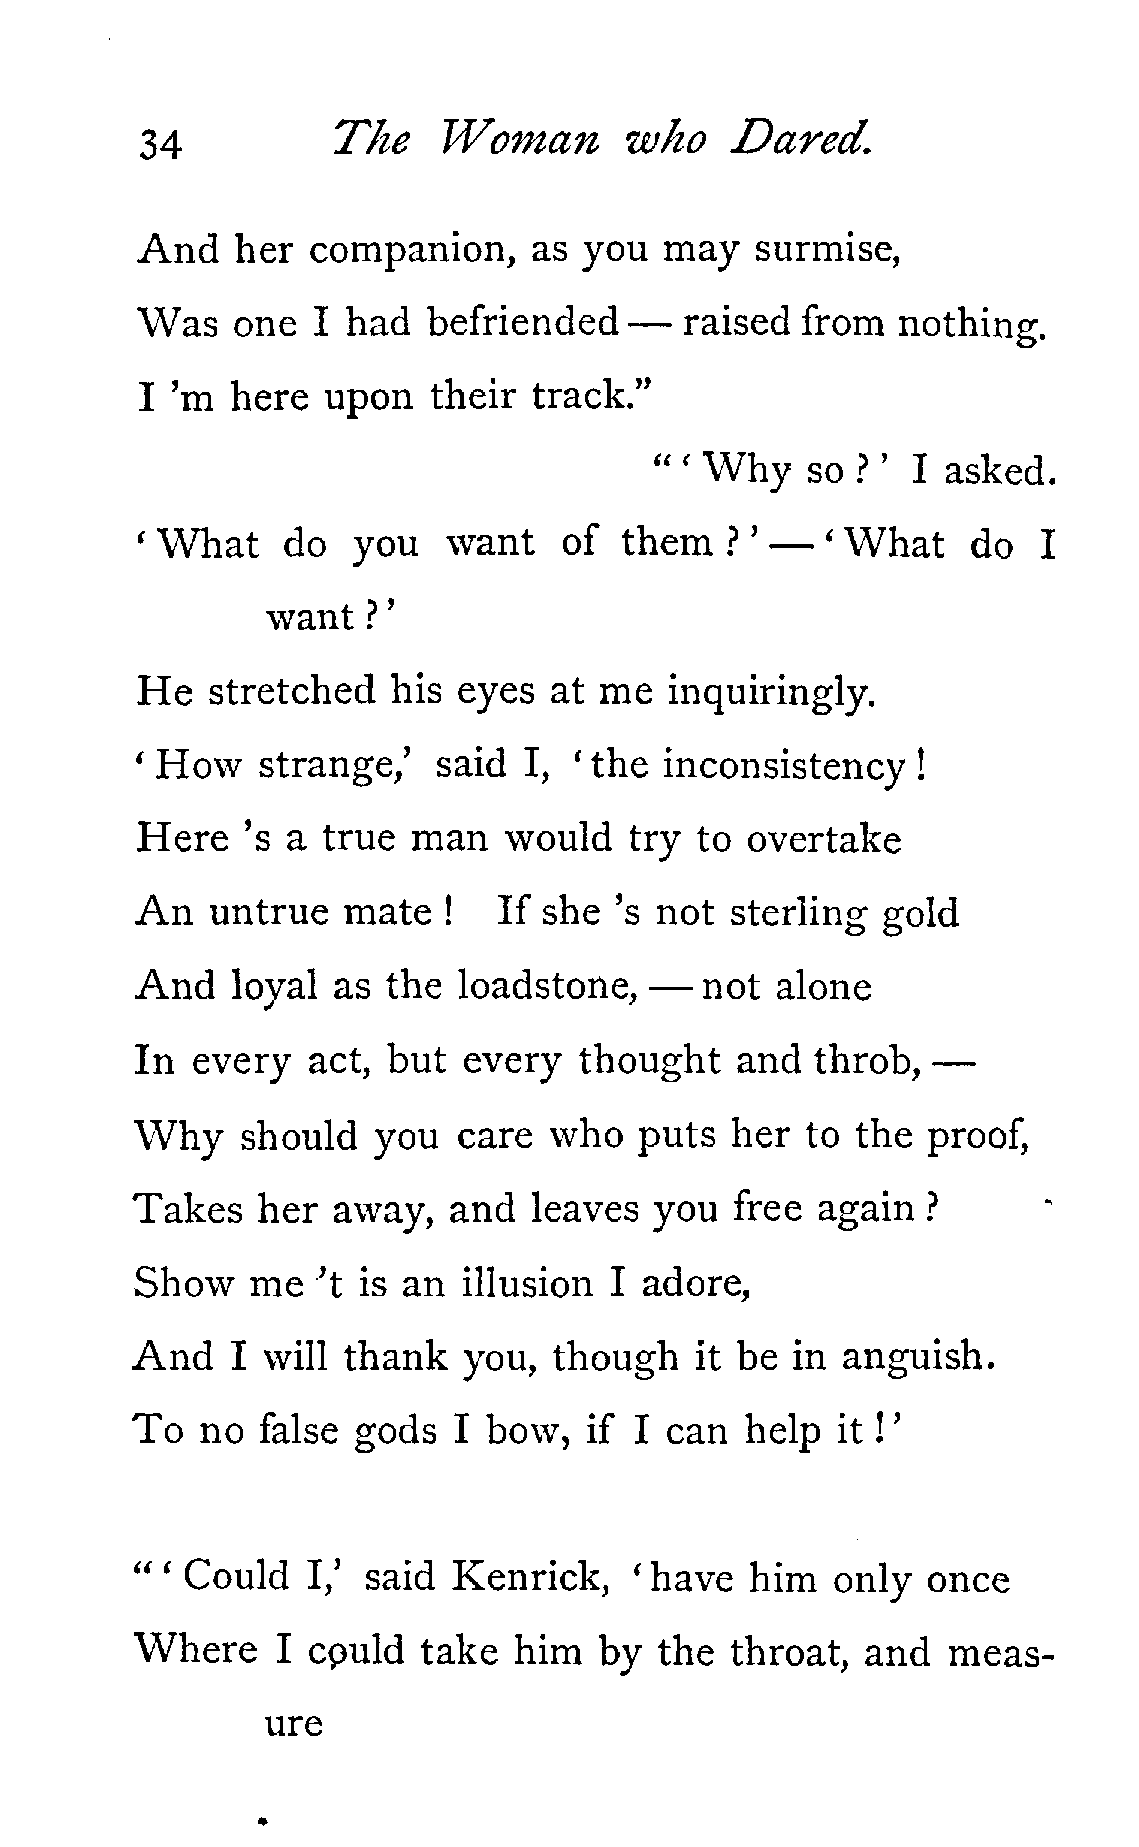 34 The Woman who Dared.
And her companion, as you may surmise,
Was one I had befriended — raised from nothing.
I 'm here upon their track."
"'Why so?' I asked.
'What do you want of them?' — 'What do I
want?'
He stretched his eyes at me inquiringly.
'How strange,' said I, 'the inconsistency!
Here 's a true man would try to overtake
An untrue mate! If she 's not sterling gold
And loyal as the loadstone, — not alone
In every act, but every thought and throb, —
Why should you care who puts her to the proof,
Takes her away, and leaves you free again?
Show me 't is an illusion I adore,
And I will thank you, though it be in anguish.
To no false gods I bow, if I can help it!'
"'Could I,' said Kenrick, 'have him only once
Where I could take him by the throat, and meas-
ure